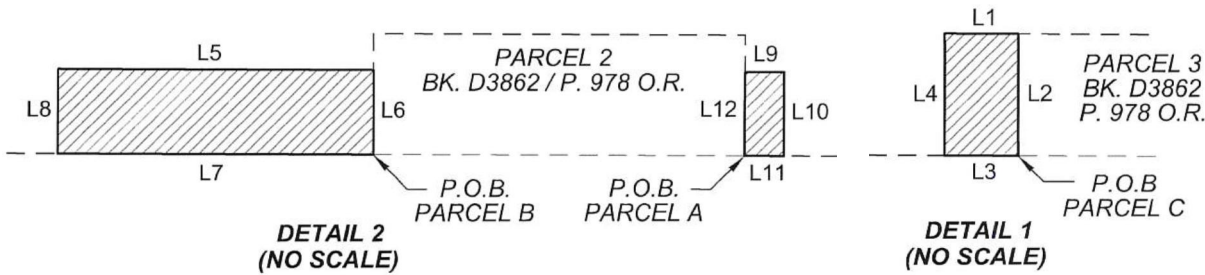 L5
L8
L6
L7
PARCEL 2
BK. D3862 / P. 978 O.R.
L9
L12
L10
L11
P.O.B.
PARCEL B
P.O.B.
PARCEL A
DETAIL 2
(NO SCALE)
L1
L4
L2
L3
PARCEL 3
BK. D3862
P. 978 O.R.
P.O.B
PARCEL C
DETAIL 1
(NO SCALE)